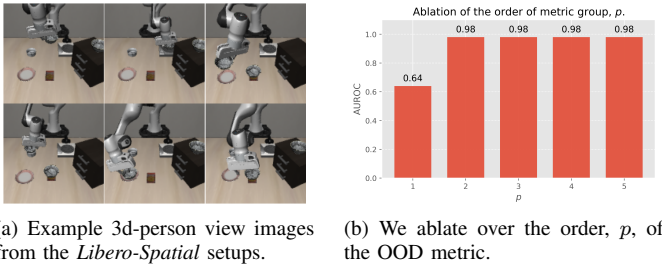 Ablation of the order of metric group, p.
0.64
0.98
0.98
0.98
0.98
1.0
0.8
0.6
0.4
0.2
0.0
AUROC
1
2
3
4
5
p
a) Example 3d-person view images
from the Libero-Spatial setups.
(b) We ablate over the order, p, of
the OOD metric.